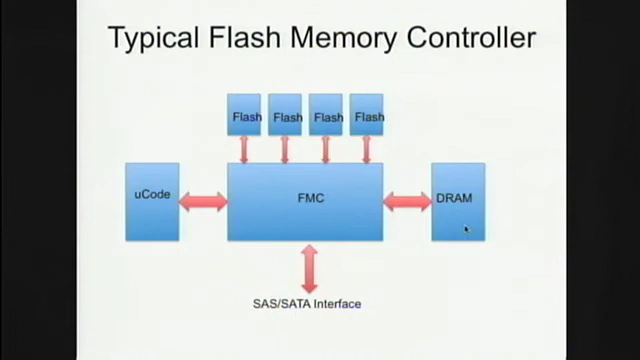 Typical Flash Memory Controller
Flash Flash Flash Flash
uCode
FMC
DRAM
SAS/SATA Interface